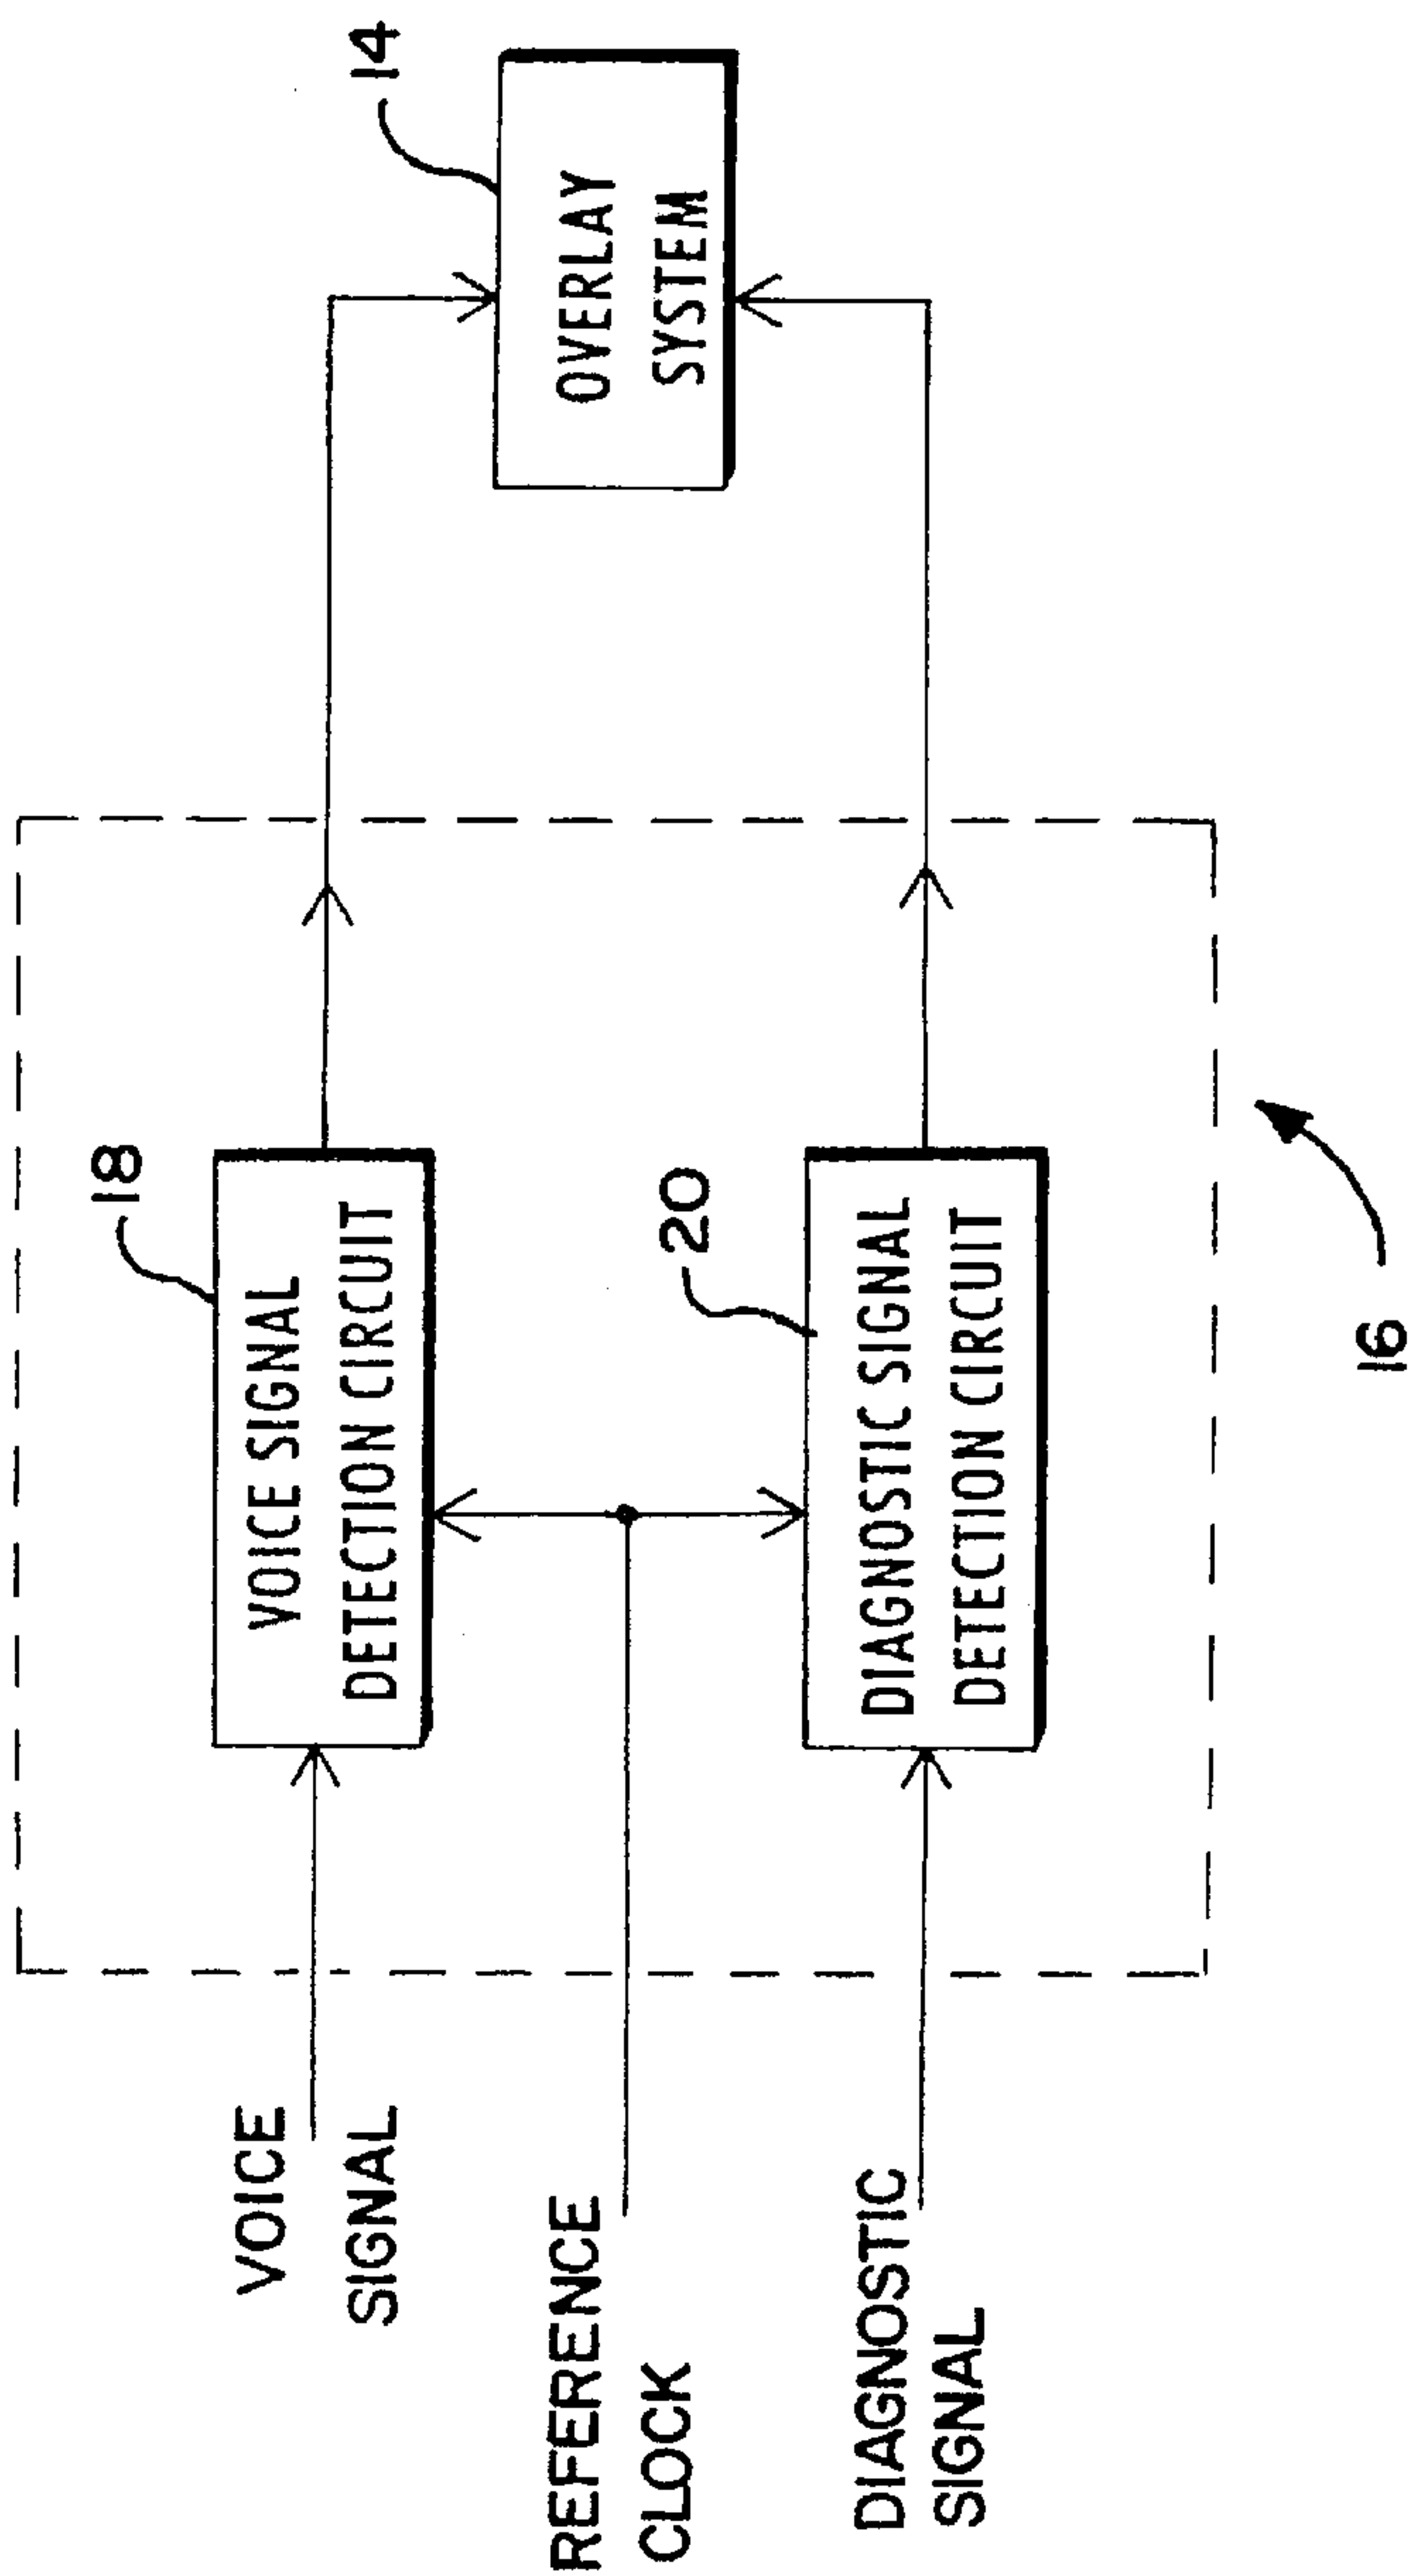 VOICE
SIGNAL
REFERENCE
CLOCK
DIAGNOSTIC
SIGNAL
18
VOICE SIGNAL
DETECTION CIRCUIT
20
DIAGNOSTIC SIGNAL
DETECTION CIRCUIT
16
14
OVERLAY
SYSTEM